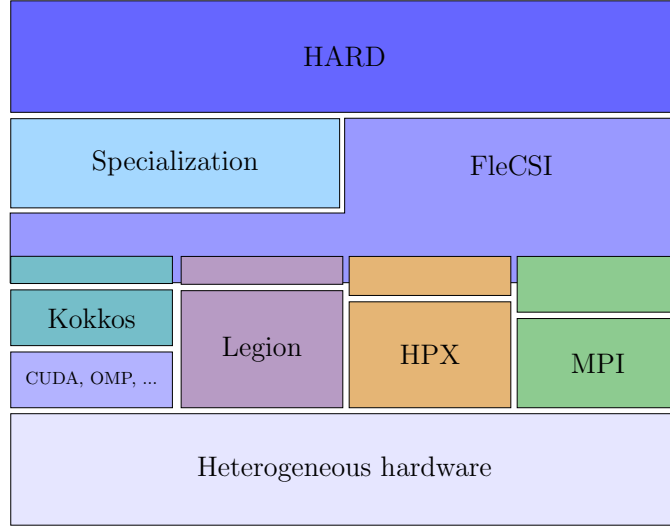 HARD
Specialization
FleCSI
Kokkos
Legion
HPX
MPI
CUDA, OMP, ...
Heterogeneous hardware